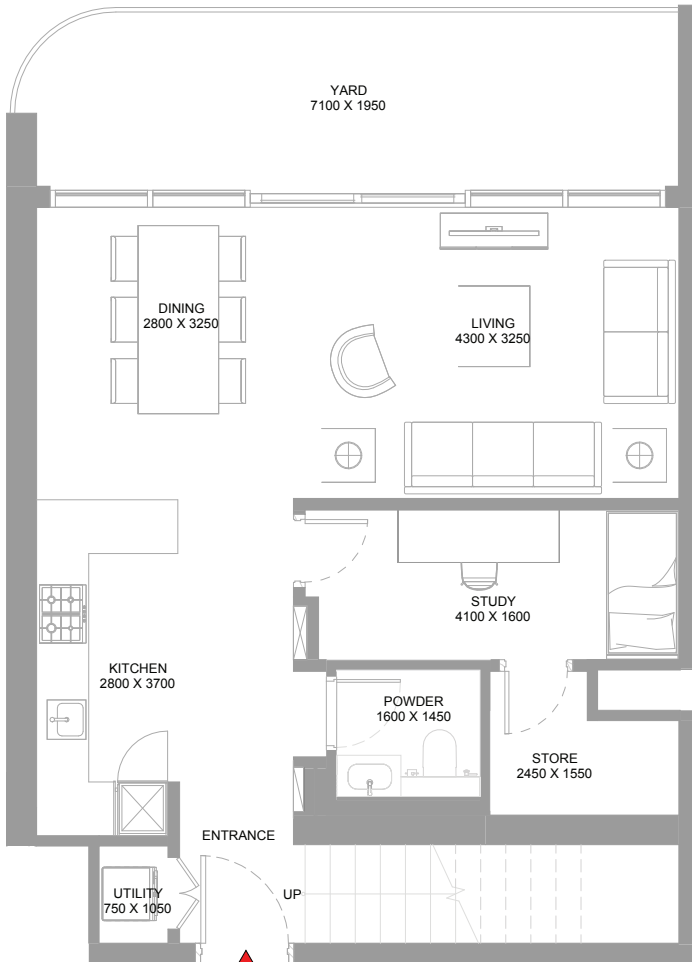 YARD
7100 X 1950
DINING
2800 X 3250
LIVING
4300 X 3250
STUDY
4100 X 1600
KITCHEN
2800 X 3700
POWDER
1600 X 1450
STORE
2450 X 1550
ENTRANCE
UTILITY
750 X 1050
UP